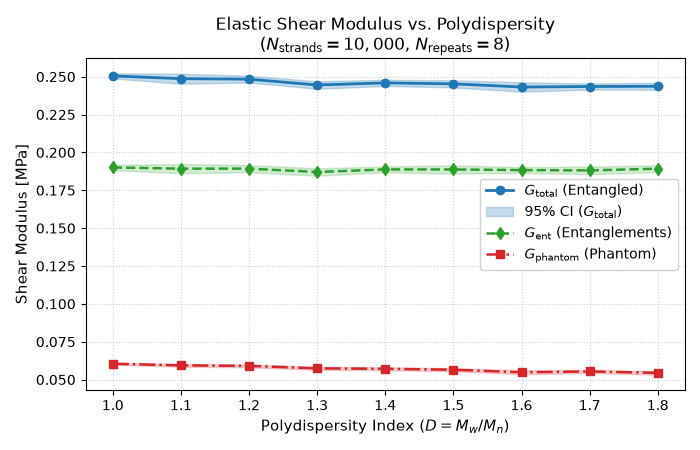 Elastic Shear Modulus vs. Polydispersity
(N_strands = 10,000, N_repeats = 8)
Shear Modulus [MPa]
0.250
0.225
0.200
0.175
0.150
0.125
0.100
0.075
0.050
G_total (Entangled)
95% CI (G_total)
G_ent (Entanglements)
G_phantom (Phantom)
1.0 1.1 1.2 1.3 1.4 1.5 1.6 1.7 1.8
Polydispersity Index (D = M_w/M_n)